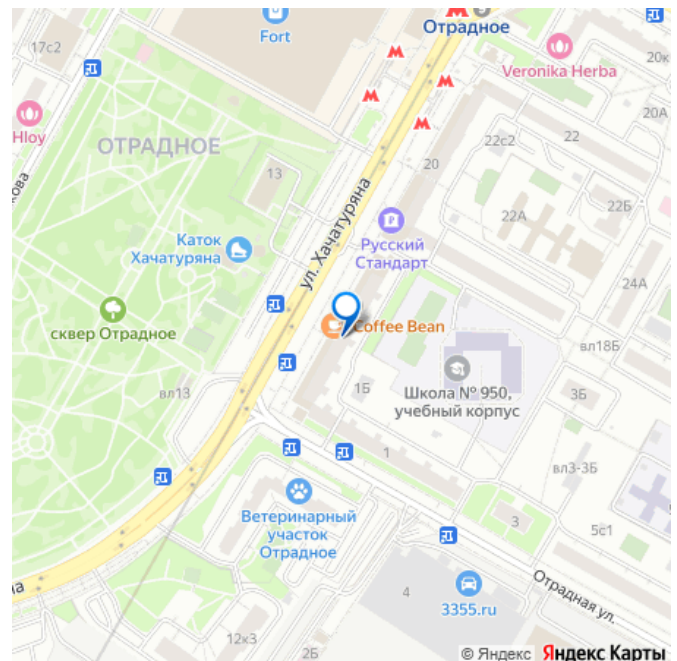 17с2
Fort
Отрадное
Veronika Herba
20к
20А
Hloy
ОТРАДНОЕ
13
22с2
22
20
ул. Хачатуряна
22А
22Б
Каток
Хачатуряна
Русский
Стандарт
24А
сквер Отрадное
Coffee Bean
вл18Б
вл13
1Б
Школа № 950,
учебный корпус
3Б
1
вл3-3Б
Ветеринарный
участок
Отрадное
3
5с1
Отрадная ул.
4
3355.ru
12к3
2Б
© Яндекс Яндекс Карты